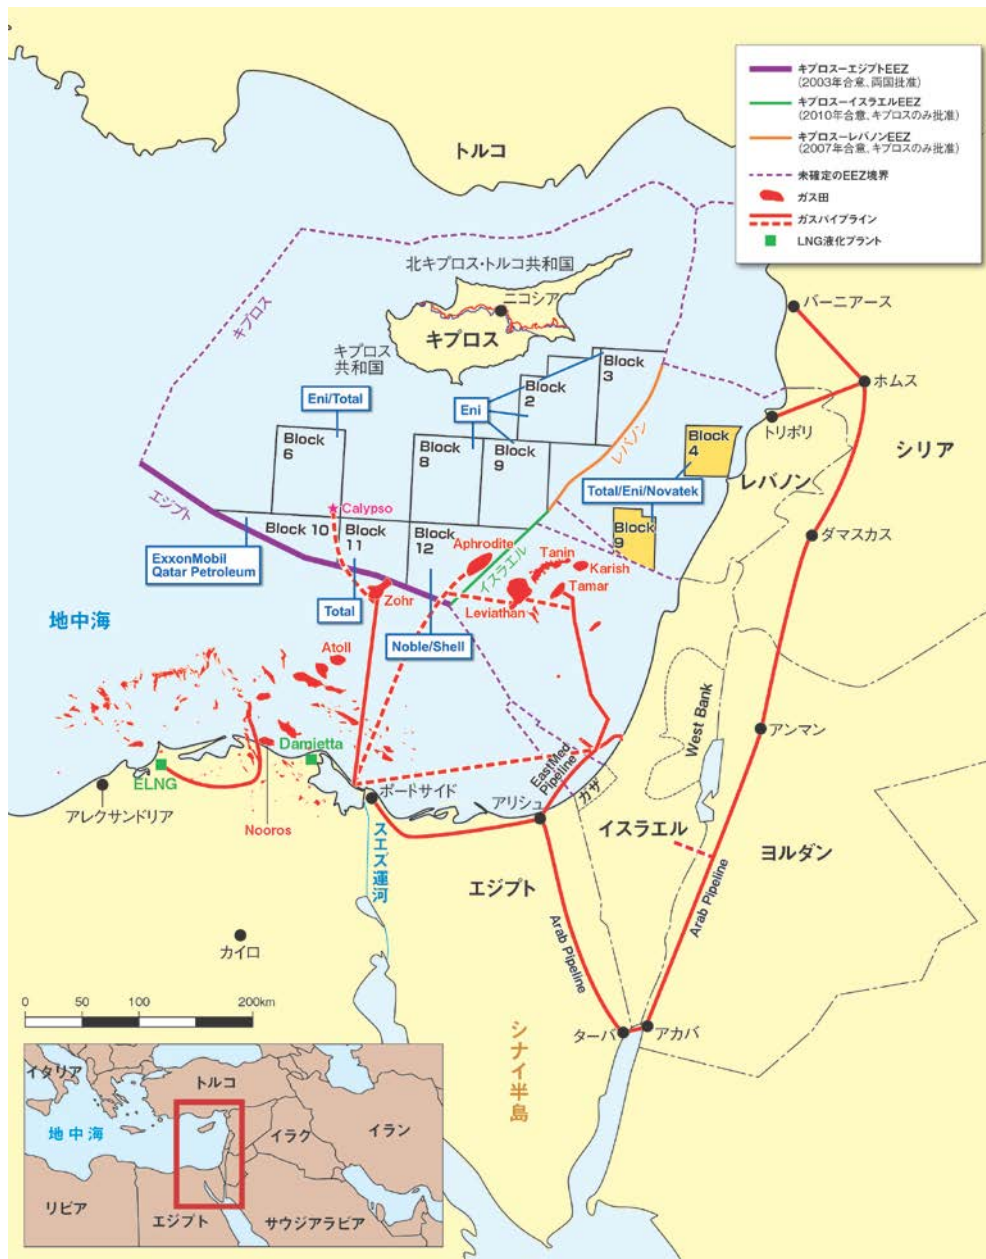 キプロスーエジプトEEZ
(2003年合意、両国批准)
キプロスーイスラエルEEZ
(2010年合意、キプロスのみ批准)
キプロスーレバノンEEZ
(2007年合意、キプロスのみ批准)
未確定のEEZ境界
ガス田
ガスパイプライン
LNG液化プラント
トルコ
北キプロス・トルコ共和国
ニコシア
キプロス
キプロス
キプロス
共和国
バーニアース
ホムス
トリポリ
シリア
レバノン
ダマスカス
Block
3
Block
2
Eni/Total
Eni
Block
6
Block
8
Block
9
レバノン
Block
4
Total/Eni/Novatek
Block
9
エジプト
Calypso
Block 10
Block
11
Block
12
Aphrodite
イスラエル
Tanin
Karish
Tamar
Leviathan
ExxonMobil
Qatar Petroleum
Total
Zohr
Noble/Shell
地中海
Atoll
Damietta
ELNG
アレクサンドリア
Nooros
ポートサイド
スエズ運河
アリシュ
EastMed
Pipeline
ガザ
West Bank
アンマン
イスラエル
ヨルダン
エジプト
Arab Pipeline
Arab Pipeline
カイロ
0
50
100
200km
シナイ半島
ターバ
アカバ
イタリア
トルコ
地中海
イラク
イラン
リビア
エジプト
サウジアラビア